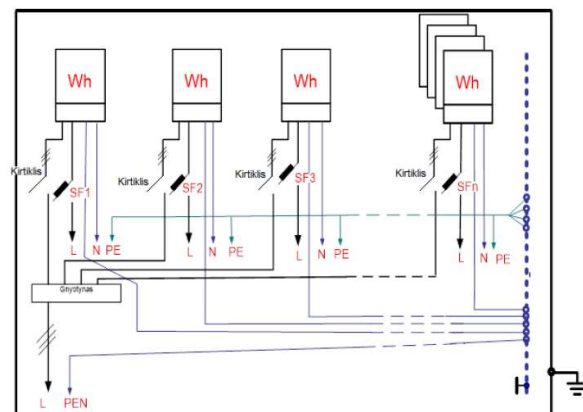 Wh Wh Wh Wh
Kirtiklis SF1 Kirtiklis SF2 Kirtiklis SF3 Kirtiklis SFn
L N PE L N PE L N PE L N PE
Gnybtynas
L PEN